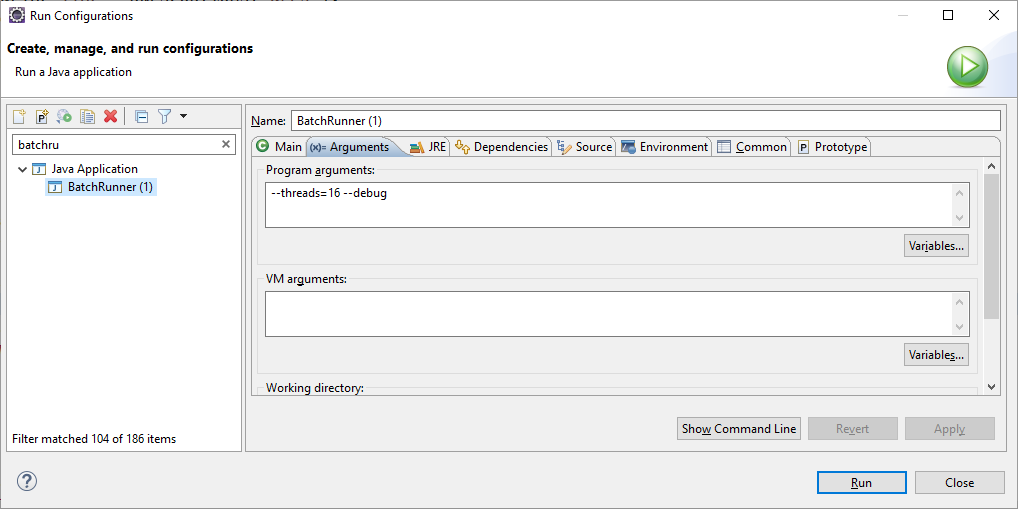 Run Configurations
Create, manage, and run configurations
Run a Java application
batchru
Java Application
BatchRunner (1)
Filter matched 104 of 186 items
Name: BatchRunner (1)
Main (x)= Arguments JRE Dependencies Source Environment Common Prototype
Program arguments:
--threads=16 --debug
Variables...
VM arguments:
Variables...
Working directory:
Show Command Line Revert Apply
Run Close